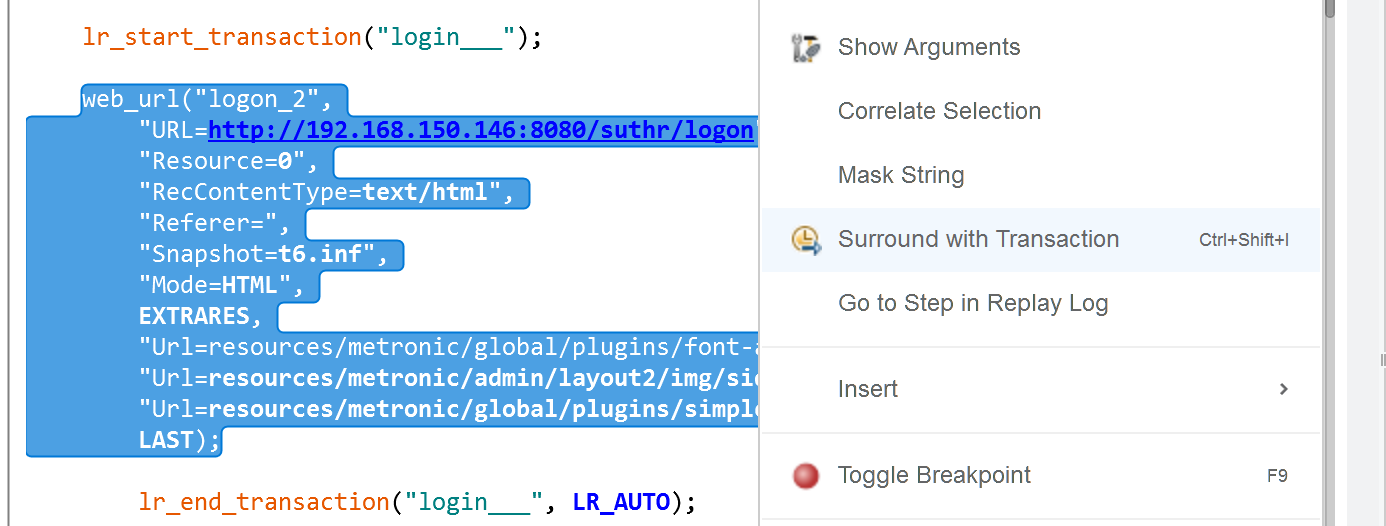 lr_start_transaction("login___");
web_url("logon_2",
"URL=http://192.168.150.146:8080/suthr/logon
"Resource=0",
"RecContentType=text/html",
"Referer=",
"Snapshot=t6.inf",
"Mode=HTML",
EXTRARES,
"Url=resources/metronic/global/plugins/font-
"Url=resources/metronic/admin/layout2/img/
"Url=resources/metronic/global/plugins/simple
LAST);
lr_end_transaction("login___", LR_AUTO);
Show Arguments
Correlate Selection
Mask String
Surround with Transaction Ctrl+Shift+I
Go to Step in Replay Log
Insert
Toggle Breakpoint F9